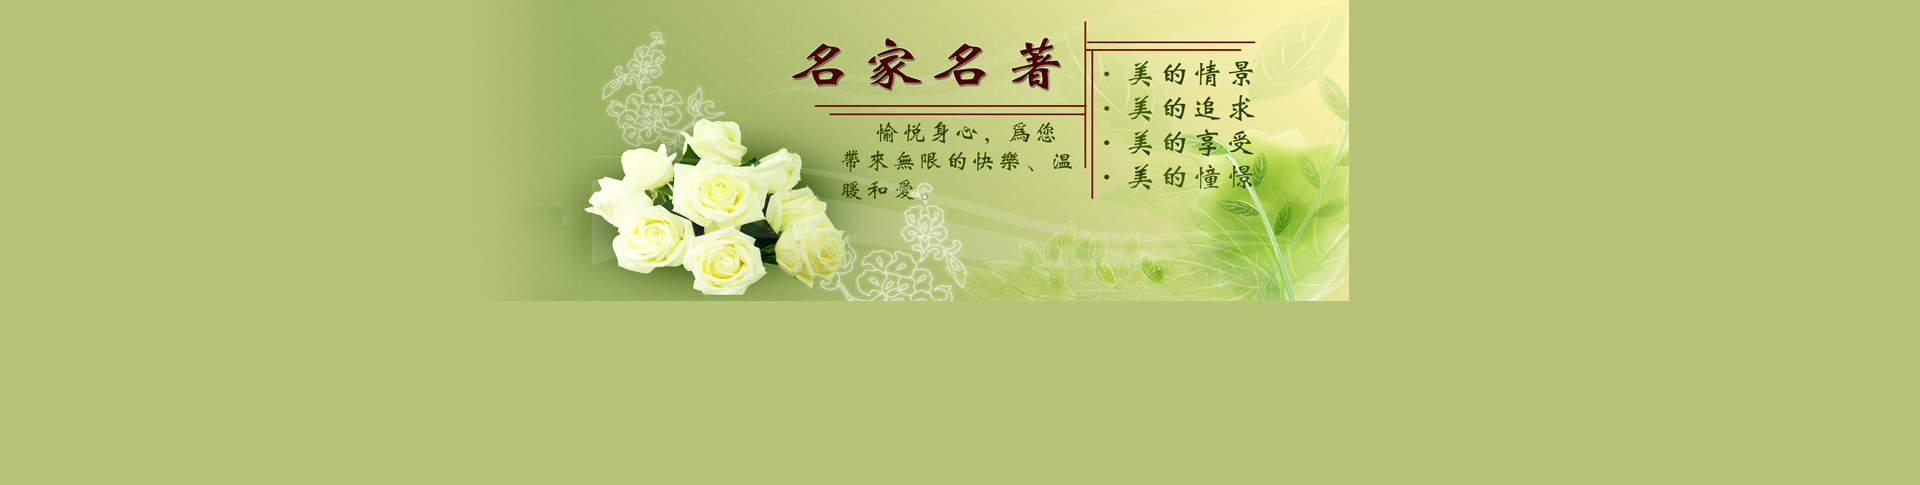 名家名著
愉悦身心，爲您
帶來無限的快樂、温
暖和愛。
· 美的情景
· 美的追求
· 美的享受
· 美的憧憬